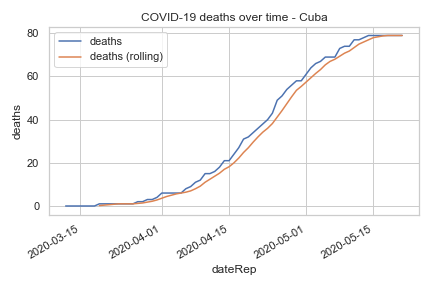 COVID-19 deaths over time - Cuba
deaths
deaths (rolling)
80
60
40
20
0
deaths
2020-03-15
2020-04-01
2020-04-15
2020-05-01
2020-05-15
dateRep